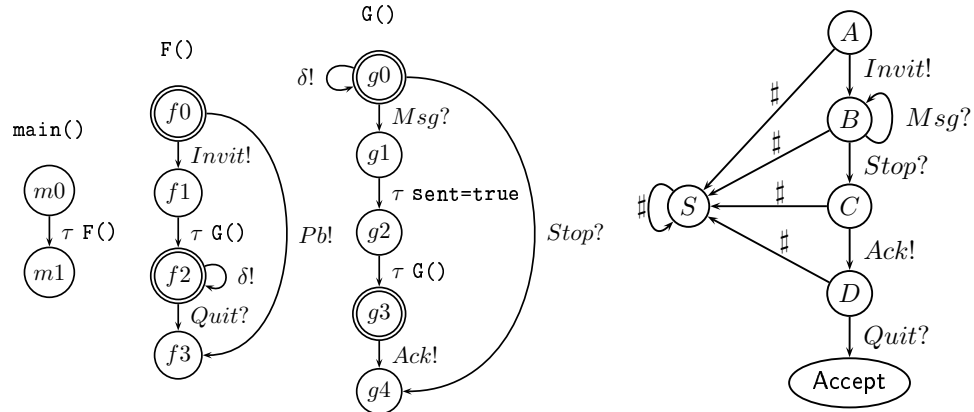 main()
m0
τ F()
m1
F()
f0
Invit!
f1
τ G()
f2
δ!
Quit?
f3
Pb!
G()
δ!
g0
Msg?
g1
τ sent=true
g2
τ G()
g3
Ack!
g4
Stop?
A
♯
Invit!
B
Msg?
♯
Stop?
♯
S
♯
C
♯
Ack!
D
Quit?
Accept